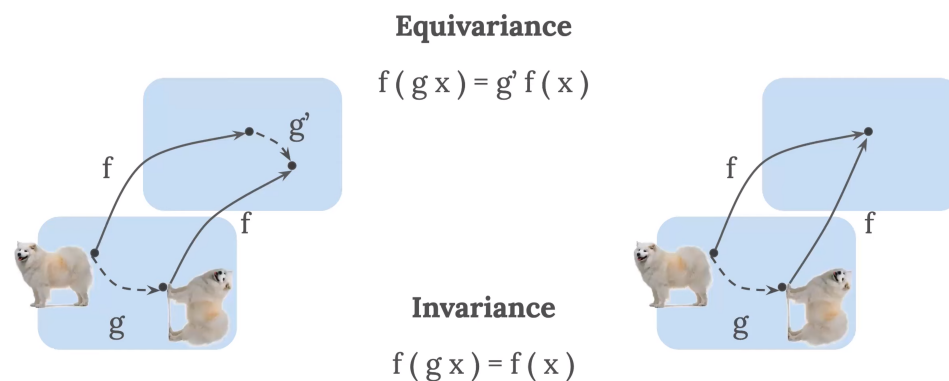 Equivariance
f ( g x ) = g’ f ( x )
g’
f
f
g
f
f
g
Invariance
f ( g x ) = f ( x )